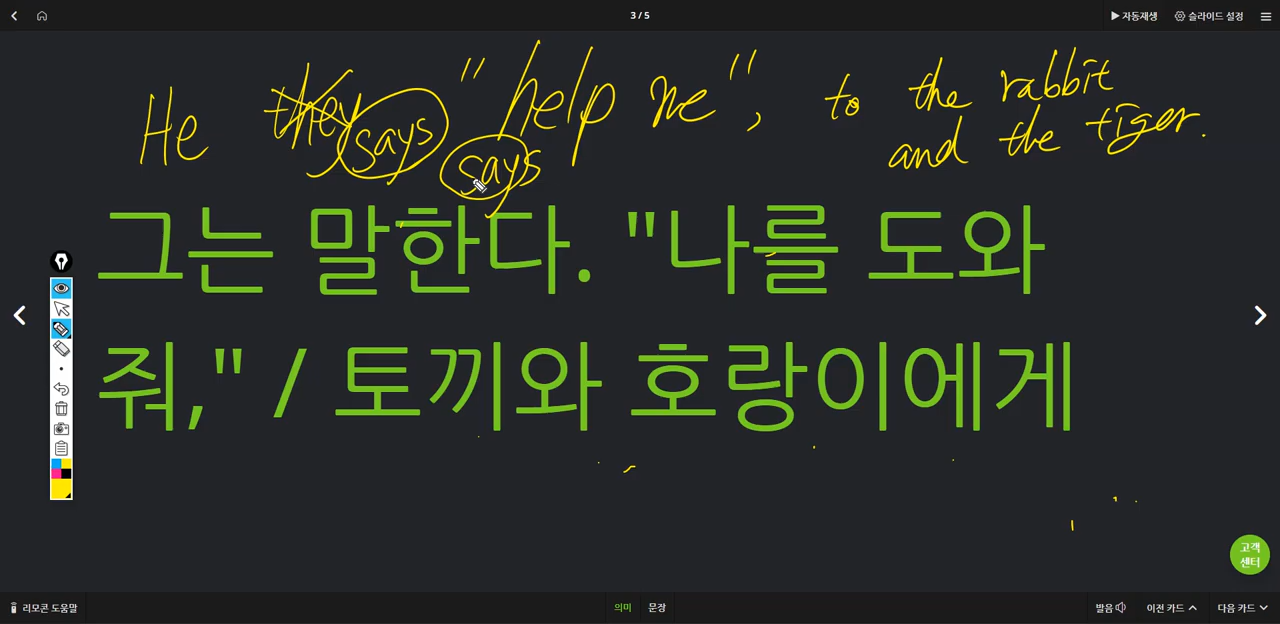 3 / 5
자동재생 슬라이드 설정
He they says "help me", to the rabbit
says and the tiger.
그는 말한다. "나를 도와
줘," / 토끼와 호랑이에게
고객
센터
리모콘 도움말 의미 문장 발음 이전 카드 다음 카드